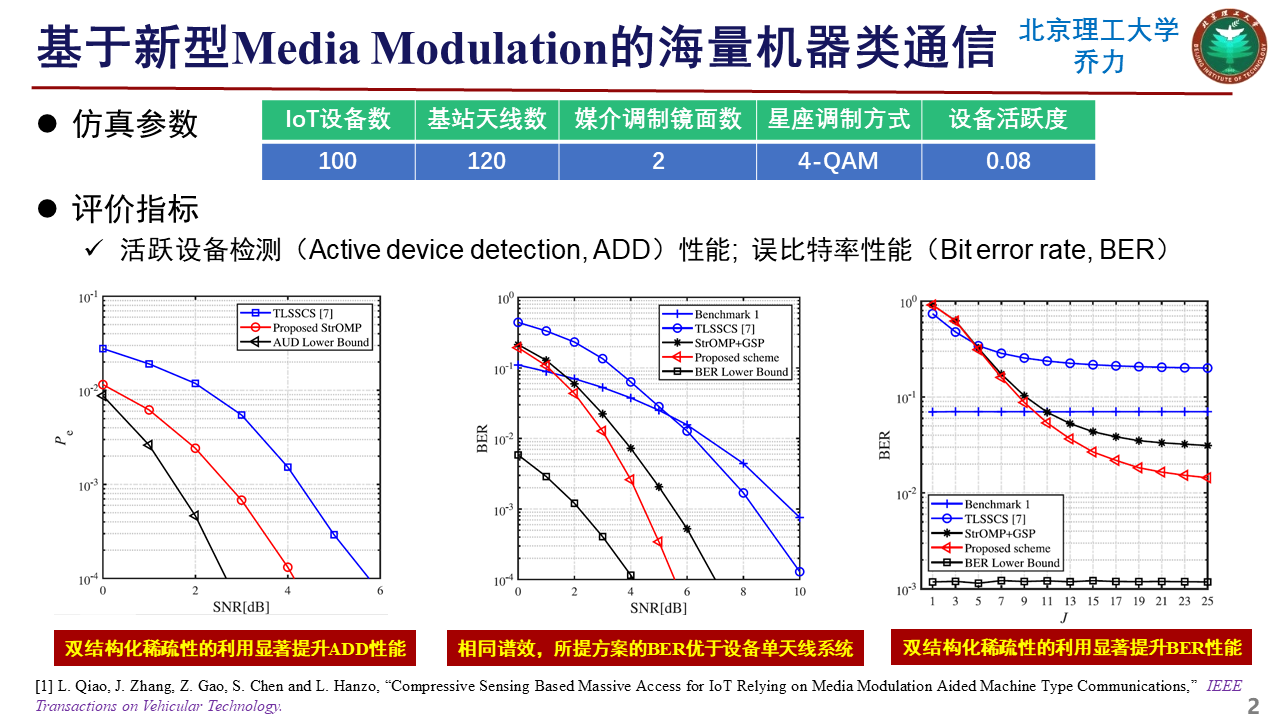 基于新型Media Modulation的海量机器类通信
北京理工大学
乔力
● 仿真参数
IoT设备数 基站天线数 媒介调制镜面数 星座调制方式 设备活跃度
100 120 2 4-QAM 0.08
● 评价指标
✓ 活跃设备检测（Active device detection, ADD）性能; 误比特率性能（Bit error rate, BER）
10^-1
10^-2
10^-3
10^-4
P_e
TLSSCS [7]
Proposed StrOMP
AUD Lower Bound
0 2 4 6
SNR[dB]
10^0
10^-1
10^-2
10^-3
10^-4
BER
Benchmark 1
TLSSCS [7]
StrOMP+GSP
Proposed scheme
BER Lower Bound
0 2 4 6 8 10
SNR[dB]
10^0
10^-1
10^-2
10^-3
BER
Benchmark 1
TLSSCS [7]
StrOMP+GSP
Proposed scheme
BER Lower Bound
1 3 5 7 9 11 13 15 17 19 21 23 25
J
双结构化稀疏性的利用显著提升ADD性能
相同谱效，所提方案的BER优于设备单天线系统
双结构化稀疏性的利用显著提升BER性能
[1] L. Qiao, J. Zhang, Z. Gao, S. Chen and L. Hanzo, “Compressive Sensing Based Massive Access for IoT Relying on Media Modulation Aided Machine Type Communications,” IEEE
Transactions on Vehicular Technology.
2